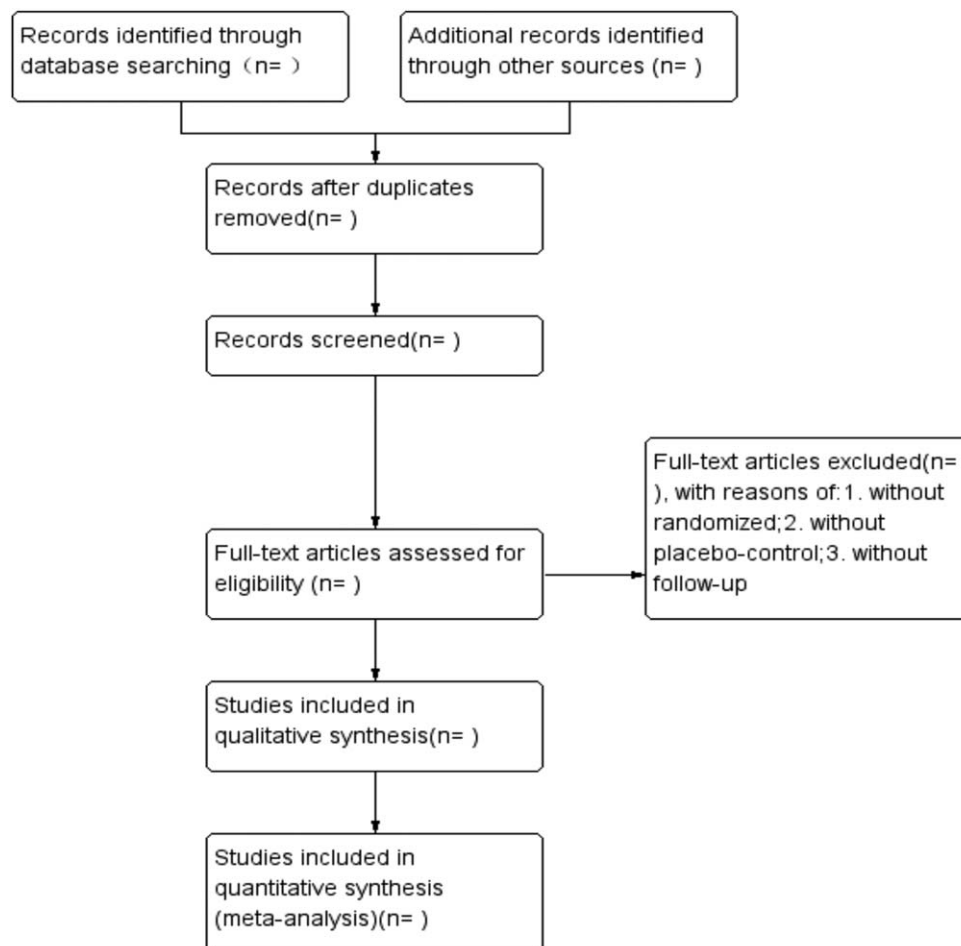 Records identified through
database searching（n= ）
Additional records identified
through other sources (n= )
Records after duplicates
removed(n= )
Records screened(n= )
Full-text articles excluded(n=
), with reasons of:1. without
randomized;2. without
placebo-control;3. without
follow-up
Full-text articles assessed for
eligibility (n= )
Studies included in
qualitative synthesis(n= )
Studies included in
quantitative synthesis
(meta-analysis)(n= )